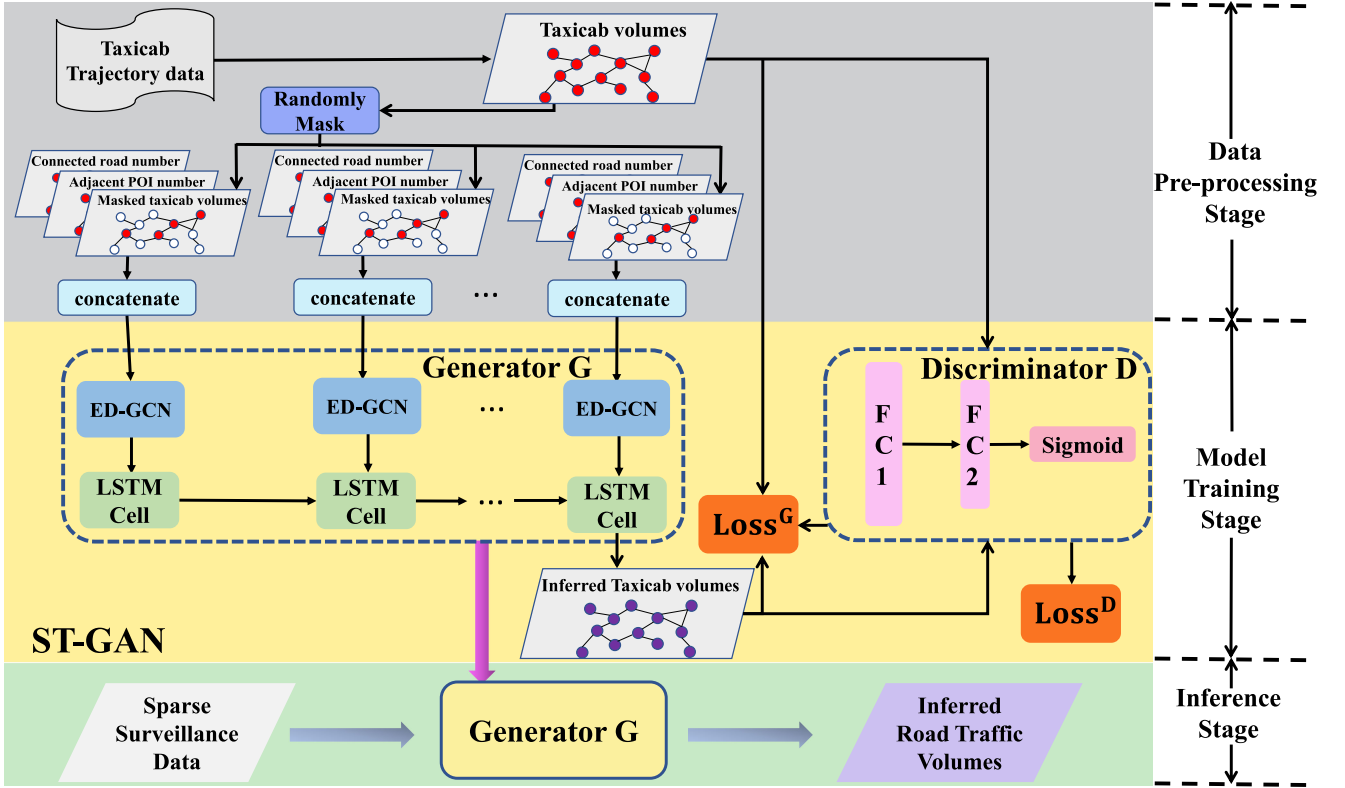 Taxicab
Trajectory data
Taxicab volumes
Randomly
Mask
Connected road number
Adjacent POI number
Masked taxicab volumes
Connected road number
Adjacent POI number
Masked taxicab volumes
Connected road number
Adjacent POI number
Masked taxicab volumes
concatenate
concatenate
...
concatenate
Data
Pre-processing
Stage
Generator G
ED-GCN
ED-GCN
...
ED-GCN
LSTM
Cell
LSTM
Cell
...
LSTM
Cell
Discriminator D
F
C
1
F
C
2
Sigmoid
Loss^G
Inferred Taxicab volumes
Loss^D
ST-GAN
Model
Training
Stage
Sparse
Surveillance
Data
Generator G
Inferred
Road Traffic
Volumes
Inference
Stage